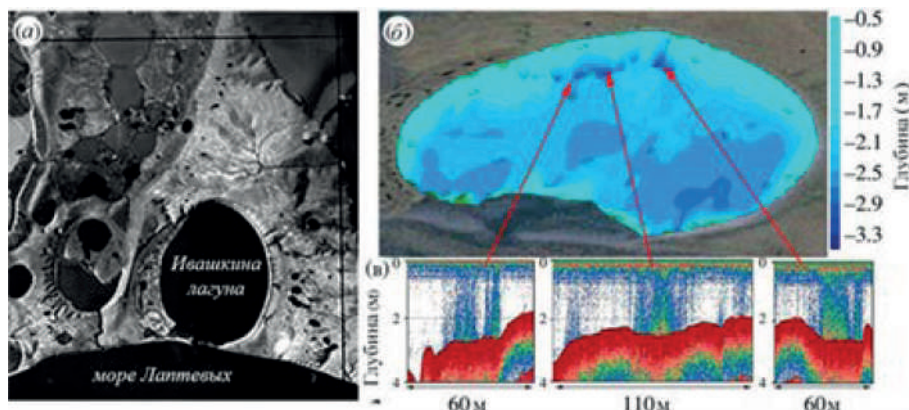 (а)
Ивашкина
лагуна
море Лаптевых
(б)
–0.5
–0.9
–1.3
–1.7
–2.1
–2.5
–2.9
–3.3
Глубина (м)
(в)
Глубина (м)
0
2
4
0
2
4
0
2
4
60 м
110 м
60 м